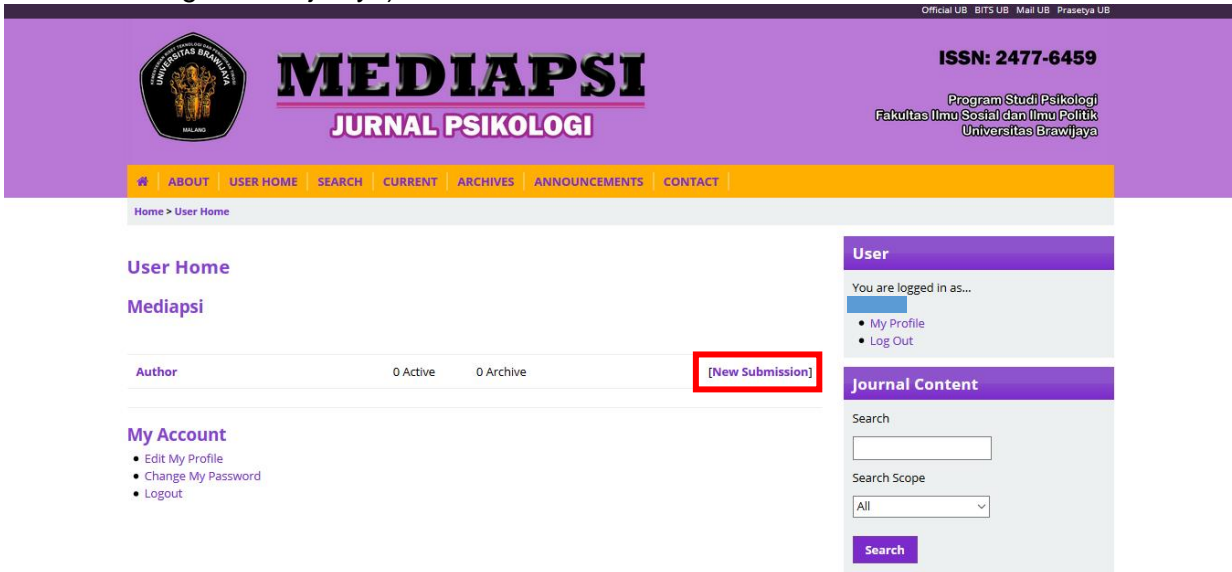 Official UB BITS UB Mail UB Prasetya UB
UNIVERSITAS BRAWIJAYA
MALANG
MEDIAPSI
JURNAL PSIKOLOGI
ISSN: 2477-6459
Program Studi Psikologi
Fakultas Ilmu Sosial dan Ilmu Politik
Universitas Brawijaya
ABOUT USER HOME SEARCH CURRENT ARCHIVES ANNOUNCEMENTS CONTACT
Home > User Home
User Home
Mediapsi
Author 0 Active 0 Archive [New Submission]
My Account
• Edit My Profile
• Change My Password
• Logout
User
You are logged in as...
• My Profile
• Log Out
Journal Content
Search
Search Scope
All
Search